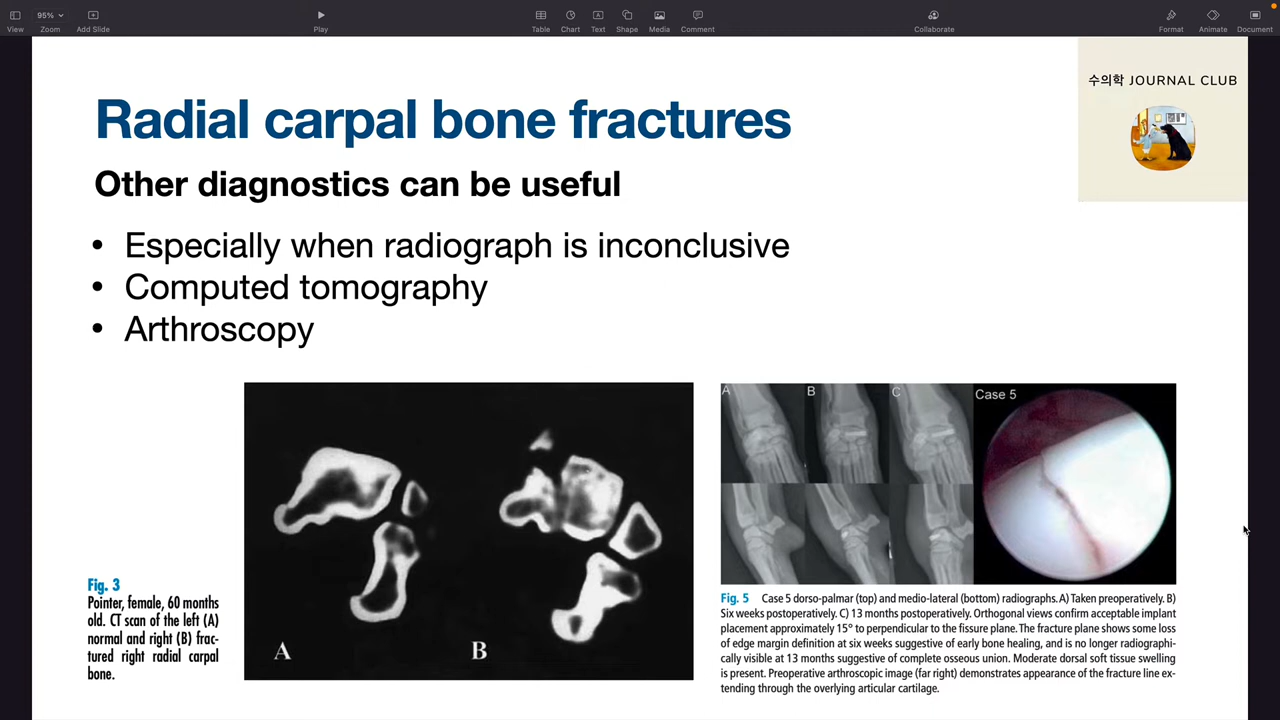 95%
View
Zoom
Add Slide
Play
Table
Chart
Text
Shape
Media
Comment
Collaborate
Format
Animate
Document
수의학 JOURNAL CLUB
Radial carpal bone fractures
Other diagnostics can be useful
• Especially when radiograph is inconclusive
• Computed tomography
• Arthroscopy
A
B
Fig. 3
Pointer, female, 60 months
old. CT scan of the left (A)
normal and right (B) frac-
tured right radial carpal
bone.
A
B
C
Case 5
Fig. 5 Case 5 dorso-palmar (top) and medio-lateral (bottom) radiographs. A) Taken preoperatively. B)
Six weeks postoperatively. C) 13 months postoperatively. Orthogonal views confirm acceptable implant
placement approximately 15° to perpendicular to the fissure plane. The fracture plane shows some loss
of edge margin definition at six weeks suggestive of early bone healing, and is no longer radiographi-
cally visible at 13 months suggestive of complete osseous union. Moderate dorsal soft tissue swelling
is present. Preoperative arthroscopic image (far right) demonstrates appearance of the fracture line ex-
tending through the overlying articular cartilage.